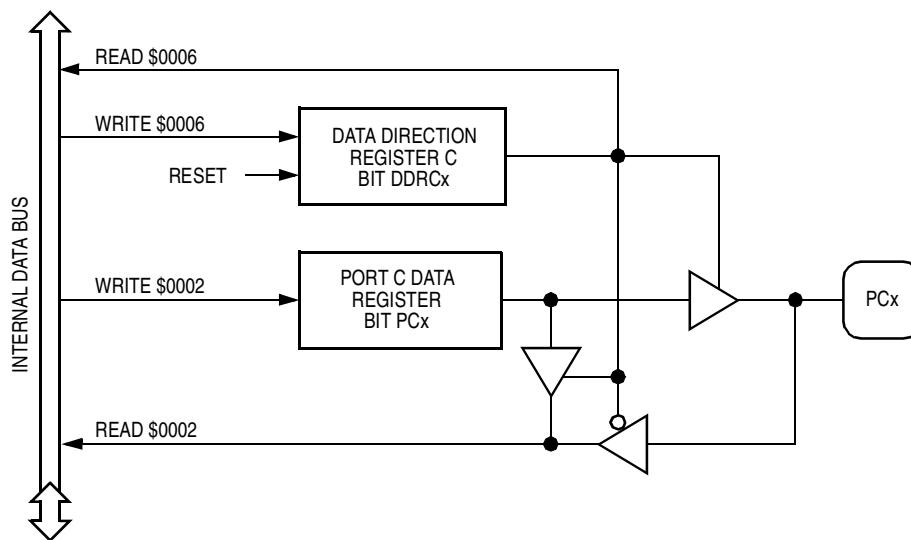 READ $0006
WRITE $0006
RESET
DATA DIRECTION
REGISTER C
BIT DDRCx
INTERNAL DATA BUS
WRITE $0002
PORT C DATA
REGISTER
BIT PCx
PCx
READ $0002